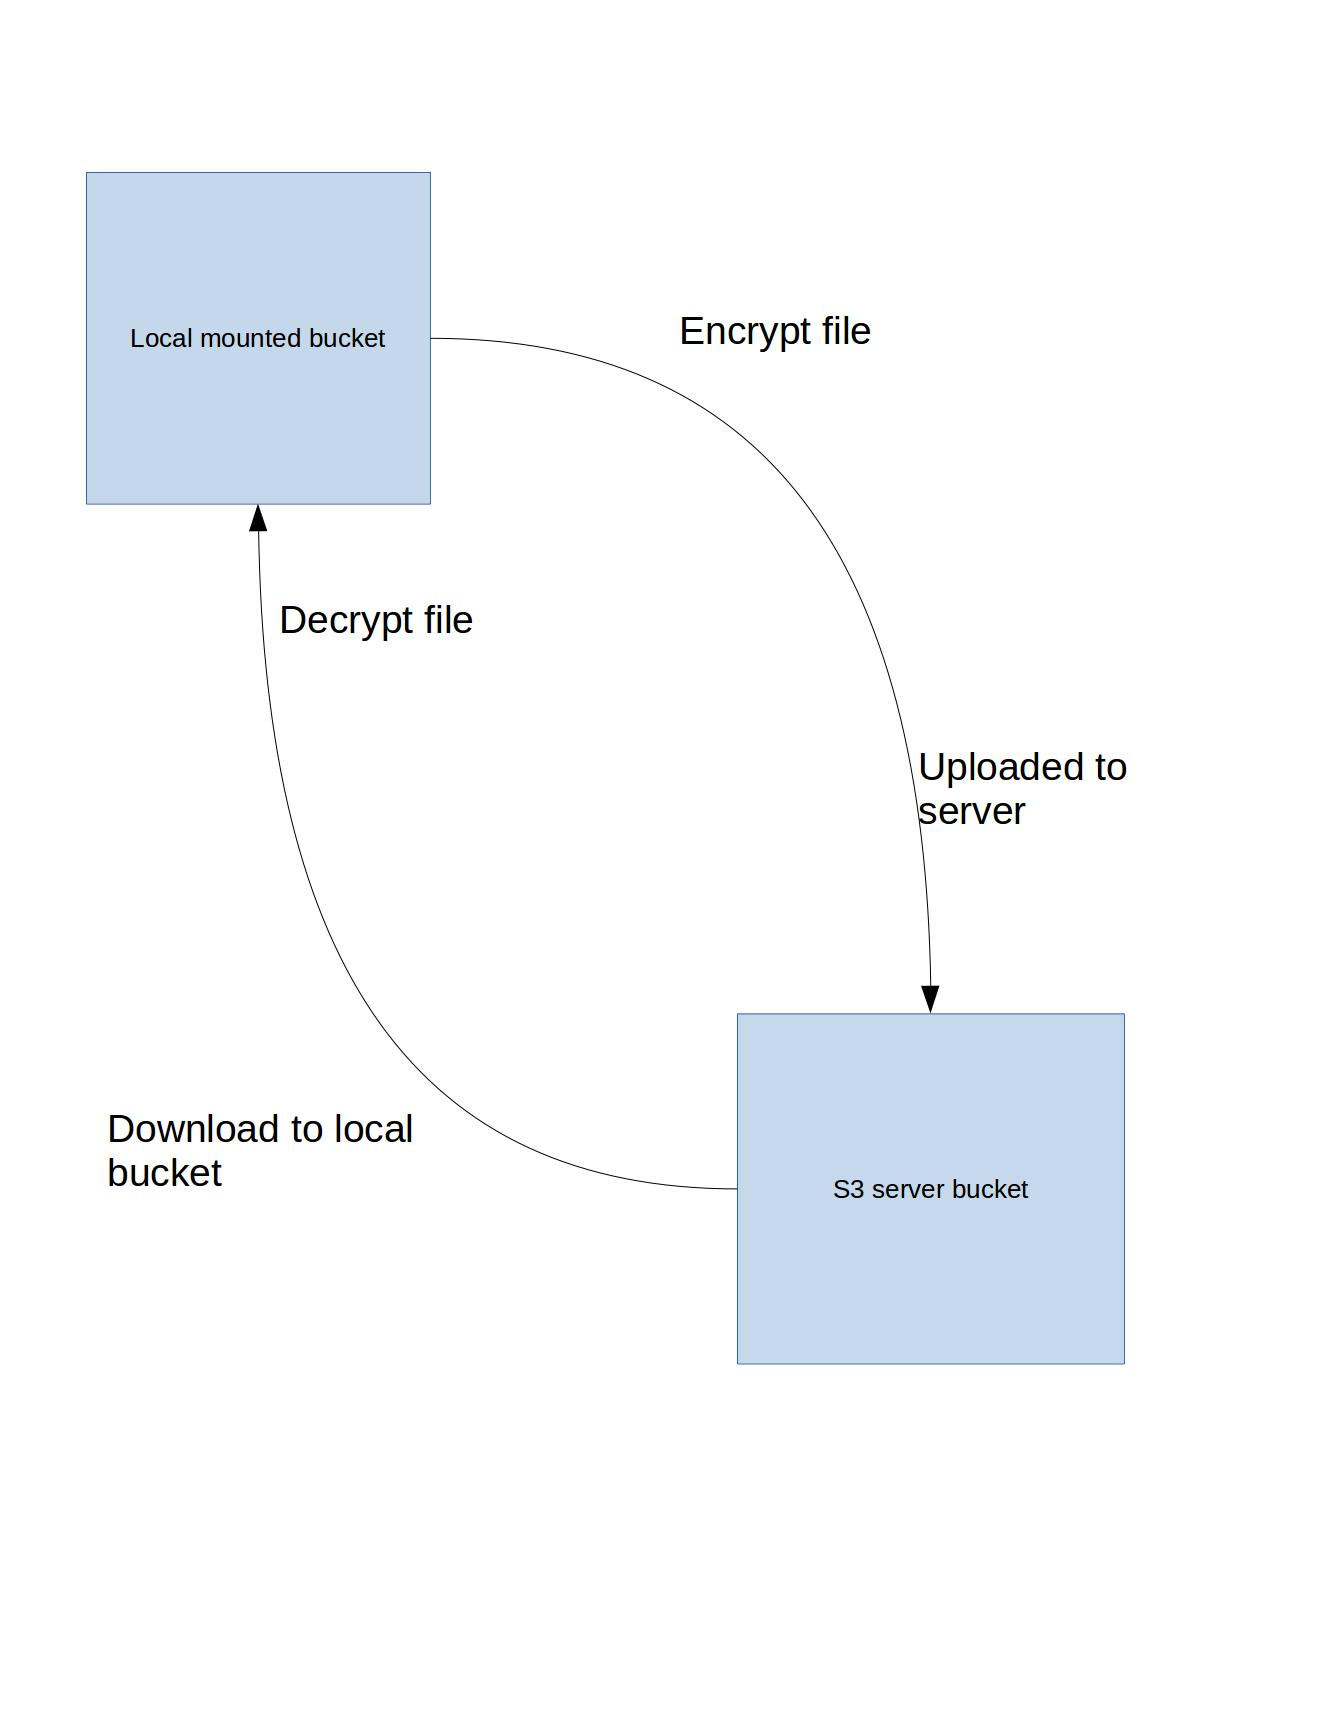 Local mounted bucket
Encrypt file
Decrypt file
Uploaded to
server
Download to local
bucket
S3 server bucket